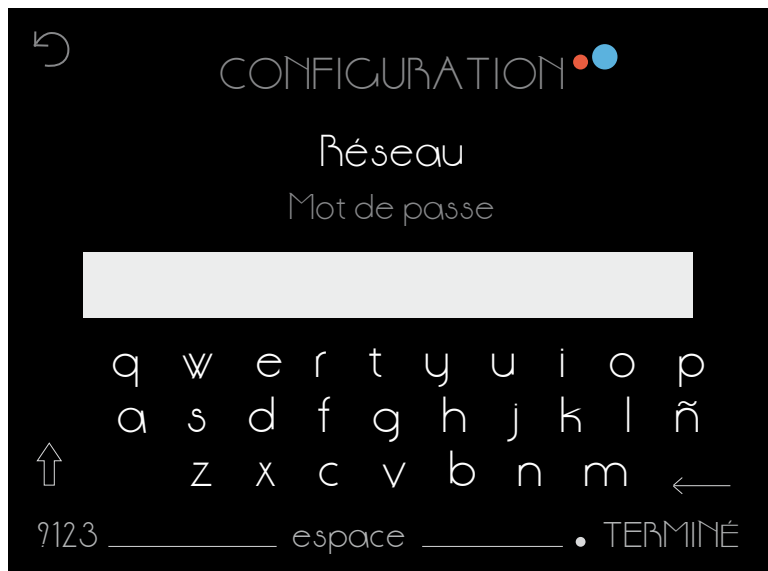 CONFIGURATION
Réseau
Mot de passe
q w e r t y u i o p
a s d f g h j k l ñ
z x c v b n m
?123 espace . TERMINÉ